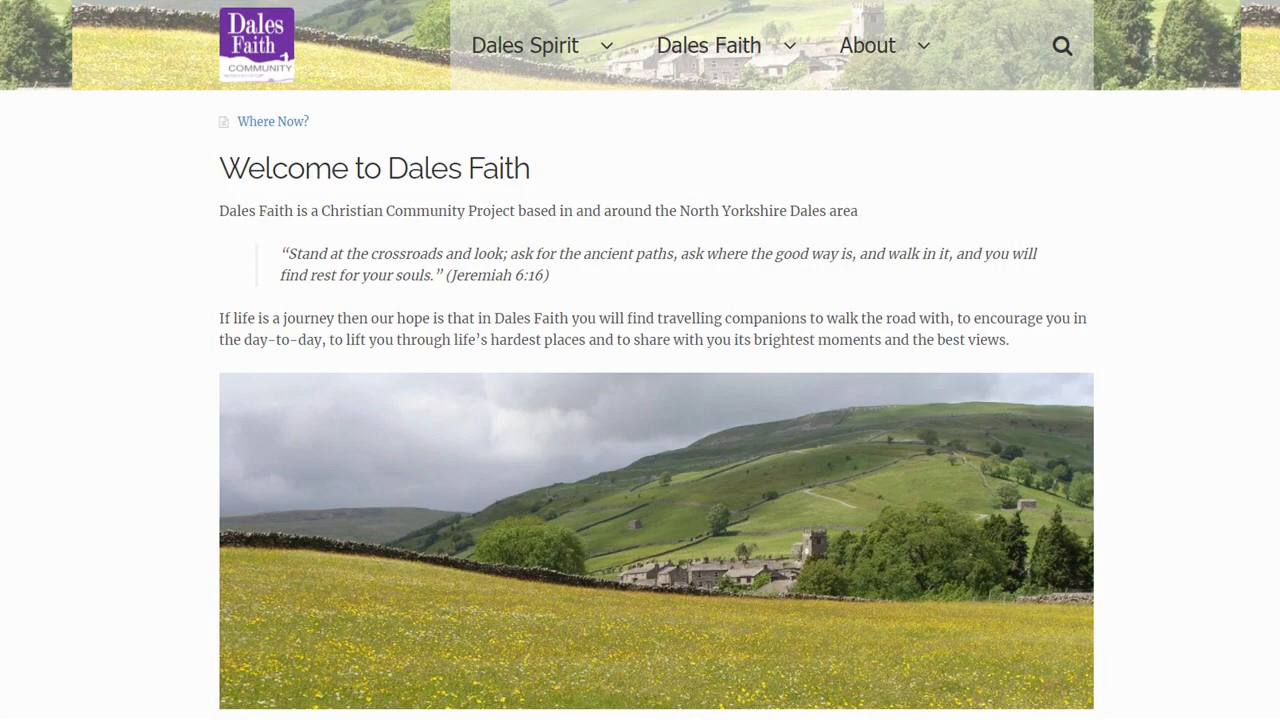 Dales
Faith
COMMUNITY
Dales Spirit
Dales Faith
About
Where Now?
Welcome to Dales Faith
Dales Faith is a Christian Community Project based in and around the North Yorkshire Dales area
“Stand at the crossroads and look; ask for the ancient paths, ask where the good way is, and walk in it, and you will
find rest for your souls.” (Jeremiah 6:16)
If life is a journey then our hope is that in Dales Faith you will find travelling companions to walk the road with, to encourage you in
the day-to-day, to lift you through life’s hardest places and to share with you its brightest moments and the best views.